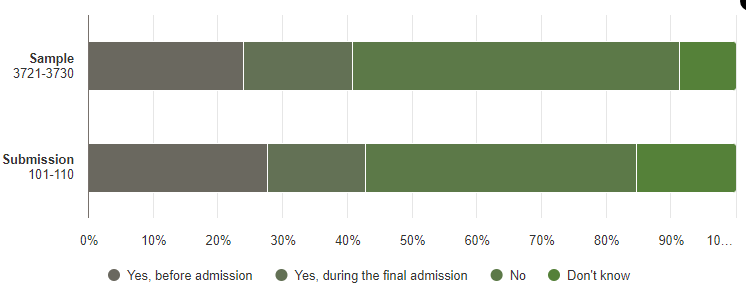 Sample
3721-3730
Submission
101-110
0% 10% 20% 30% 40% 50% 60% 70% 80% 90% 10...
Yes, before admission Yes, during the final admission No Don't know